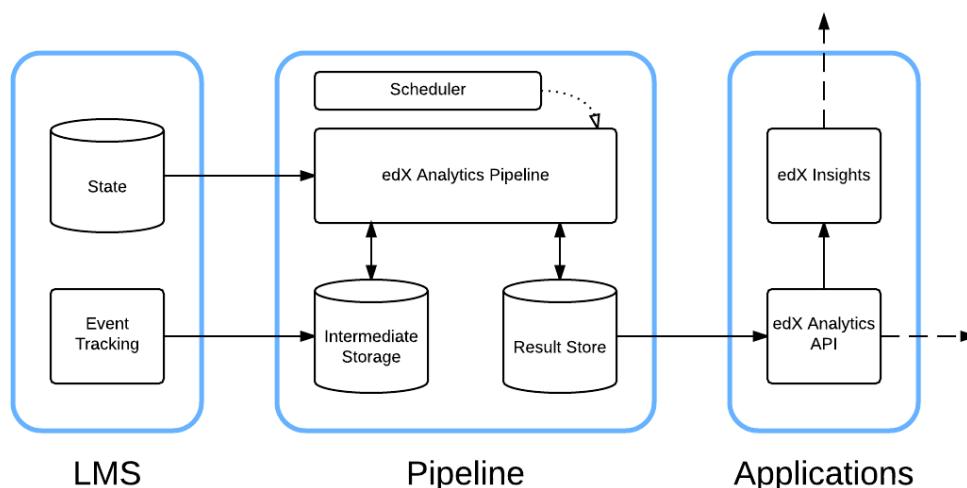 Scheduler
State
edX Analytics Pipeline
edX Insights
Event
Tracking
Intermediate
Storage
Result Store
edX Analytics
API
LMS
Pipeline
Applications